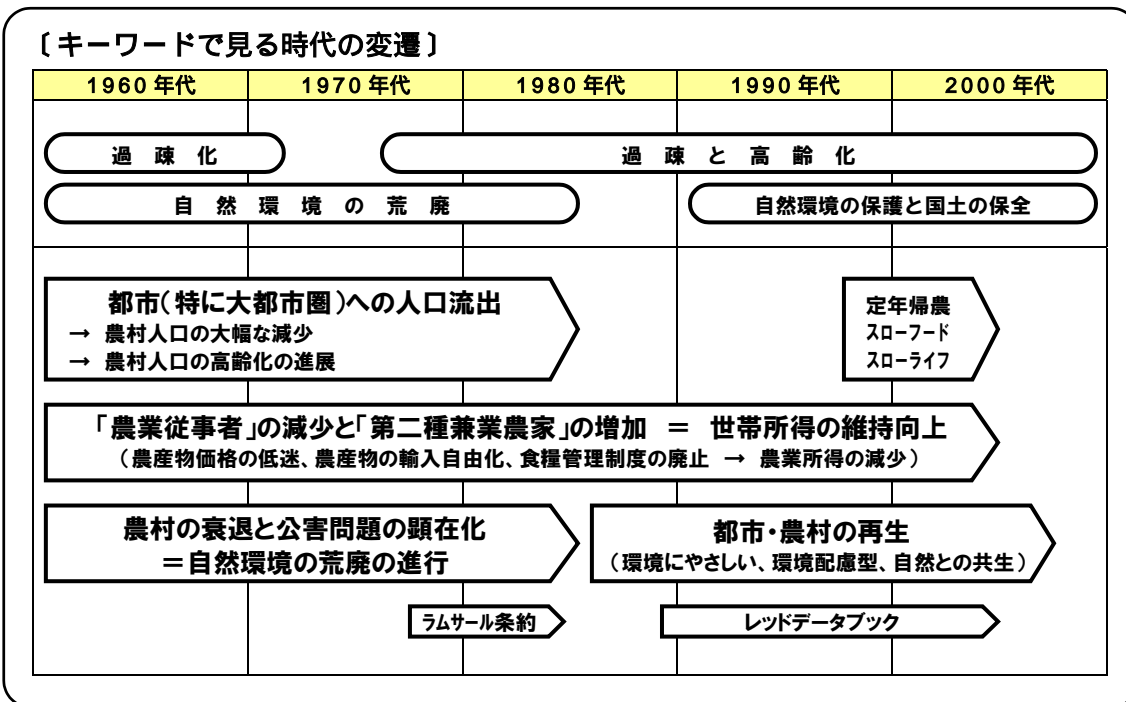 〔キーワードで見る時代の変遷〕
1960年代 1970年代 1980年代 1990年代 2000年代
過疎化 過疎と高齢化
自然環境の荒廃 自然環境の保護と国土の保全
都市(特に大都市圏)への人口流出
→ 農村人口の大幅な減少
→ 農村人口の高齢化の進展
定年帰農
スローフード
スローライフ
「農業従事者」の減少と「第二種兼業農家」の増加 = 世帯所得の維持向上
(農産物価格の低迷、農産物の輸入自由化、食糧管理制度の廃止 → 農業所得の減少)
農村の衰退と公害問題の顕在化
=自然環境の荒廃の進行
都市・農村の再生
(環境にやさしい、環境配慮型、自然との共生)
ラムサール条約 レッドデータブック